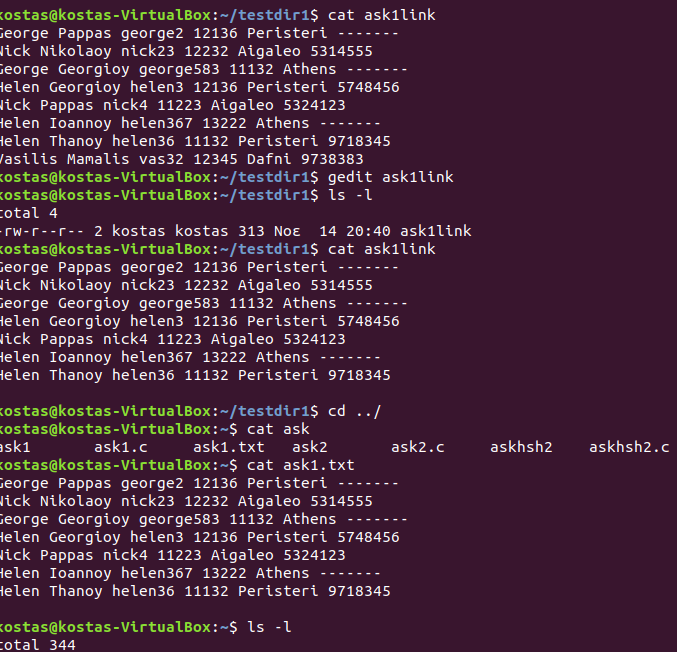 kostas@kostas-VirtualBox:~/testdir1$ cat ask1link
George Pappas george2 12136 Peristeri -------
Nick Nikolaoy nick23 12232 Aigaleo 5314555
George Georgioy george583 11132 Athens -------
Helen Georgioy helen3 12136 Peristeri 5748456
Nick Pappas nick4 11223 Aigaleo 5324123
Helen Ioannoy helen367 13222 Athens -------
Helen Thanoy helen36 11132 Peristeri 9718345
Vasilis Mamalis vas32 12345 Dafni 9738383
kostas@kostas-VirtualBox:~/testdir1$ gedit ask1link
kostas@kostas-VirtualBox:~/testdir1$ ls -l
total 4
-rw-r--r-- 2 kostas kostas 313 Νοε  14 20:40 ask1link
kostas@kostas-VirtualBox:~/testdir1$ cat ask1link
George Pappas george2 12136 Peristeri -------
Nick Nikolaoy nick23 12232 Aigaleo 5314555
George Georgioy george583 11132 Athens -------
Helen Georgioy helen3 12136 Peristeri 5748456
Nick Pappas nick4 11223 Aigaleo 5324123
Helen Ioannoy helen367 13222 Athens -------
Helen Thanoy helen36 11132 Peristeri 9718345
kostas@kostas-VirtualBox:~/testdir1$ cd ../
kostas@kostas-VirtualBox:~$ cat ask
ask1       ask1.c     ask1.txt   ask2       ask2.c     askhsh2    askhsh2.c
kostas@kostas-VirtualBox:~$ cat ask1.txt
George Pappas george2 12136 Peristeri -------
Nick Nikolaoy nick23 12232 Aigaleo 5314555
George Georgioy george583 11132 Athens -------
Helen Georgioy helen3 12136 Peristeri 5748456
Nick Pappas nick4 11223 Aigaleo 5324123
Helen Ioannoy helen367 13222 Athens -------
Helen Thanoy helen36 11132 Peristeri 9718345
kostas@kostas-VirtualBox:~$ ls -l
total 344